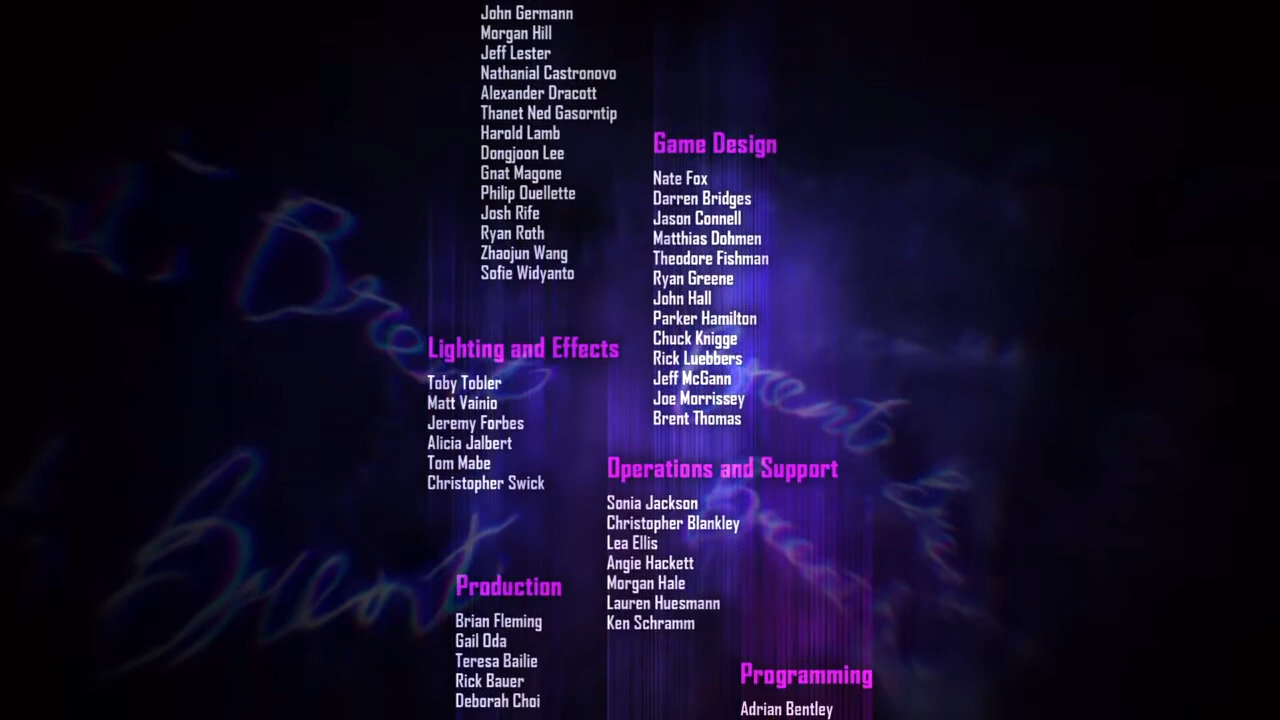 John Germann
Morgan Hill
Jeff Lester
Nathanial Castronovo
Alexander Dracott
Thanet Ned Gasorntip
Harold Lamb
Dongjoon Lee
Gnat Magone
Philip Ouellette
Josh Rife
Ryan Roth
Zhaojun Wang
Sofie Widyanto
Game Design
Nate Fox
Darren Bridges
Jason Connell
Matthias Dohmen
Theodore Fishman
Ryan Greene
John Hall
Parker Hamilton
Chuck Knigge
Rick Luebbers
Jeff McGann
Joe Morrissey
Brent Thomas
Lighting and Effects
Toby Tobler
Matt Vainio
Jeremy Forbes
Alicia Jalbert
Tom Mabe
Christopher Swick
Operations and Support
Sonia Jackson
Christopher Blankley
Lea Ellis
Angie Hackett
Morgan Hale
Lauren Huesmann
Ken Schramm
Production
Brian Fleming
Gail Oda
Teresa Bailie
Rick Bauer
Deborah Choi
Programming
Adrian Bentley
Brent